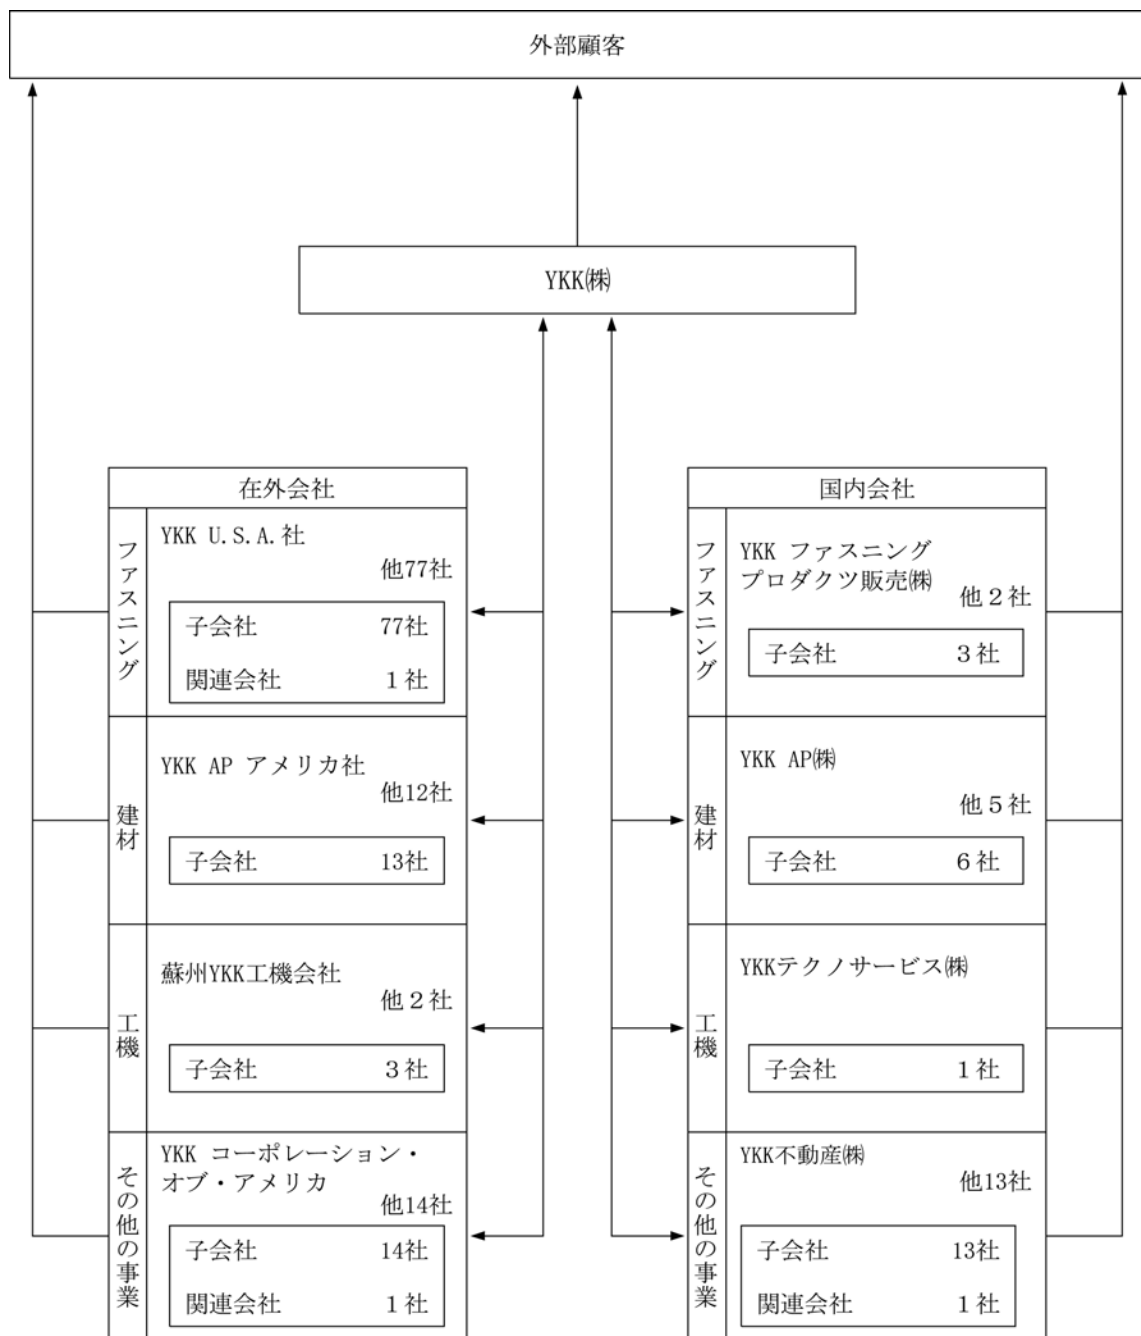 外部顧客
YKK㈱
在外会社
ファスニング
YKK U.S.A.社
他77社
子会社 77社
関連会社 1社
建材
YKK AP アメリカ社
他12社
子会社 13社
工機
蘇州YKK工機会社
他2社
子会社 3社
その他の事業
YKK コーポレーション・
オブ・アメリカ
他14社
子会社 14社
関連会社 1社
国内会社
ファスニング
YKK ファスニング
プロダクツ販売㈱
他2社
子会社 3社
建材
YKK AP㈱
他5社
子会社 6社
工機
YKKテクノサービス㈱
子会社 1社
その他の事業
YKK不動産㈱
他13社
子会社 13社
関連会社 1社